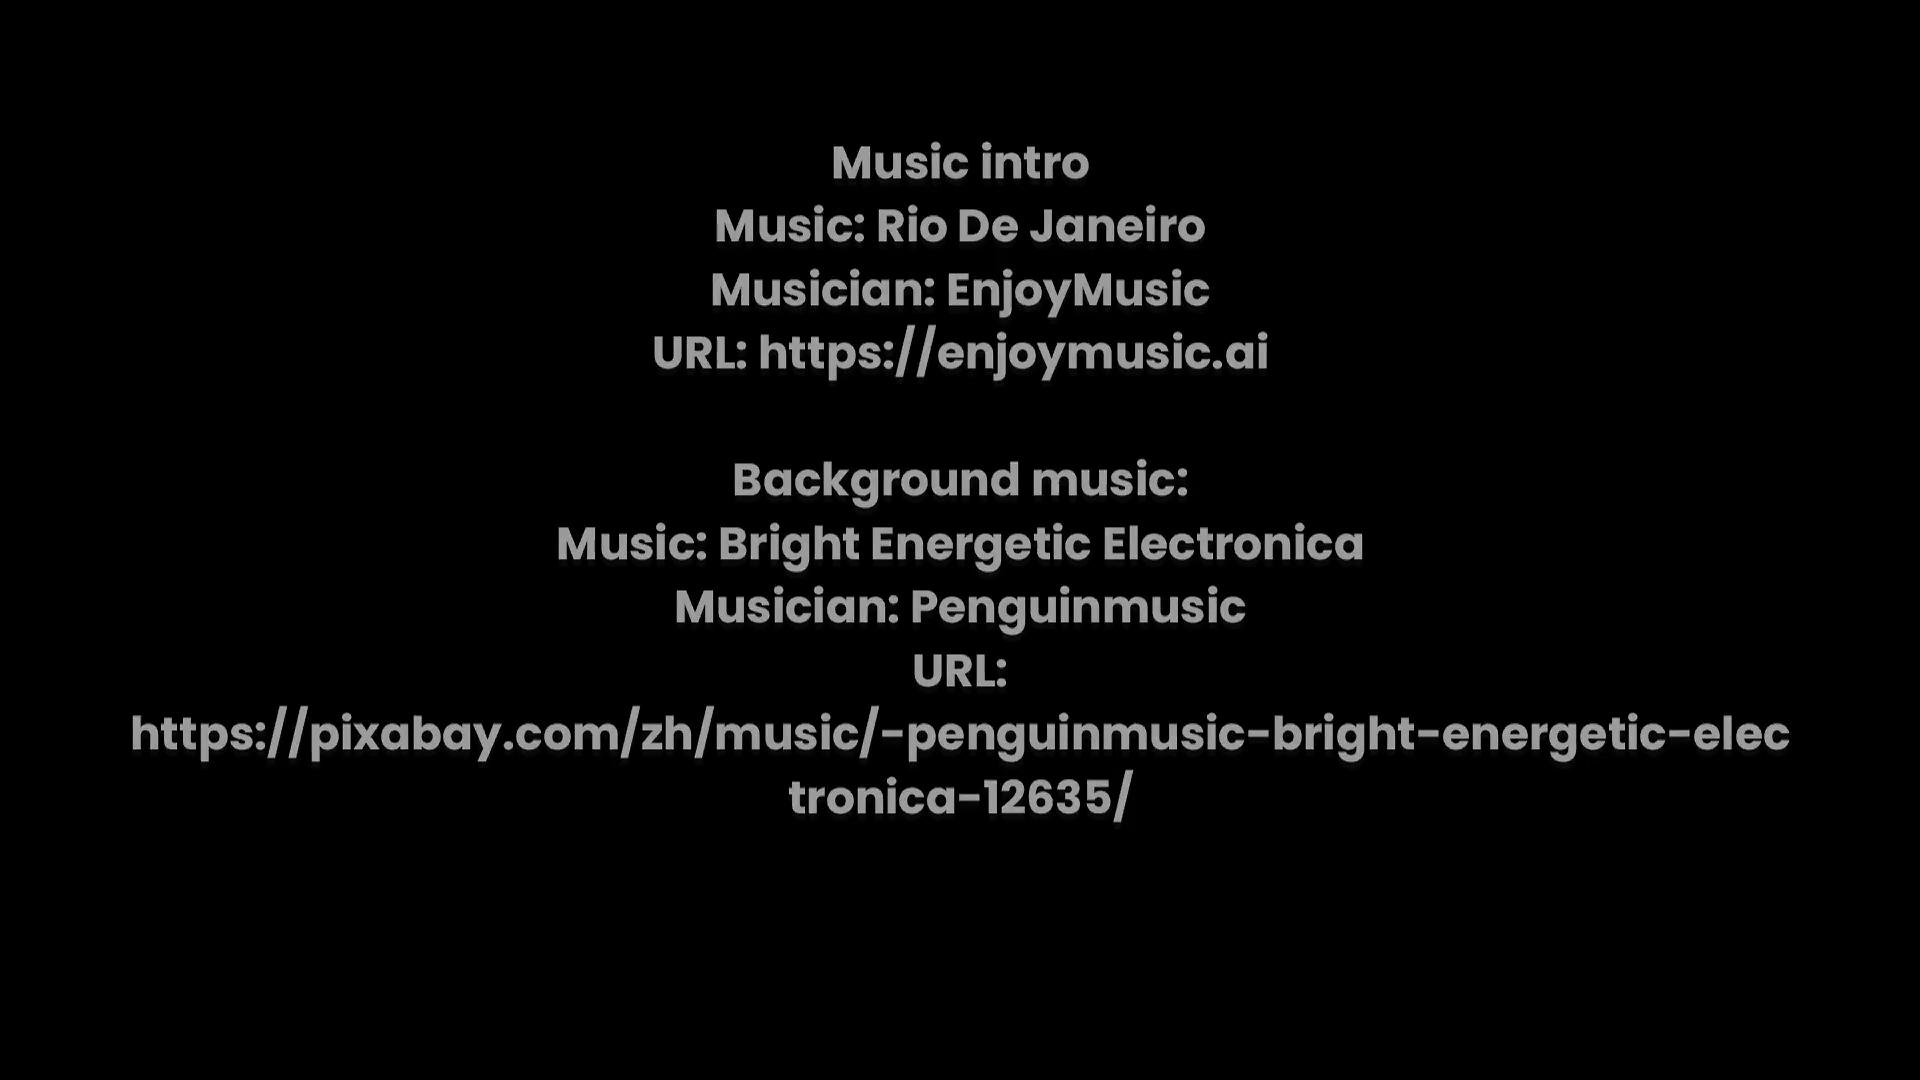 Music intro
Music: Rio De Janeiro
Musician: EnjoyMusic
URL: https://enjoymusic.ai
Background music:
Music: Bright Energetic Electronica
Musician: Penguinmusic
URL:
https://pixabay.com/zh/music/-penguinmusic-bright-energetic-elec
tronica-12635/